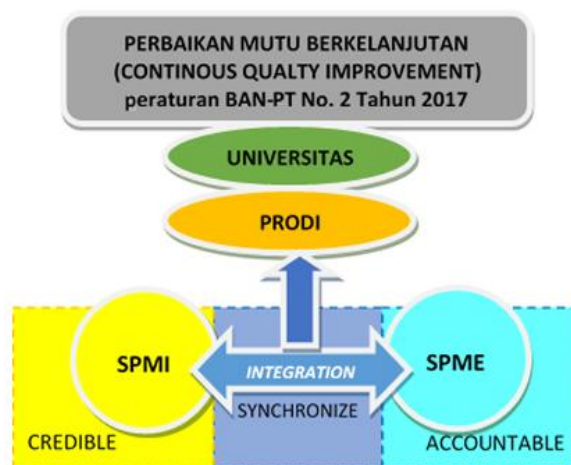 PERBAIKAN MUTU BERKELANJUTAN
(CONTINOUS QUALTY IMPROVEMENT)
peraturan BAN-PT No. 2 Tahun 2017
UNIVERSITAS
PRODI
SPMI
INTEGRATION
SPME
SYNCHRONIZE
CREDIBLE
ACCOUNTABLE